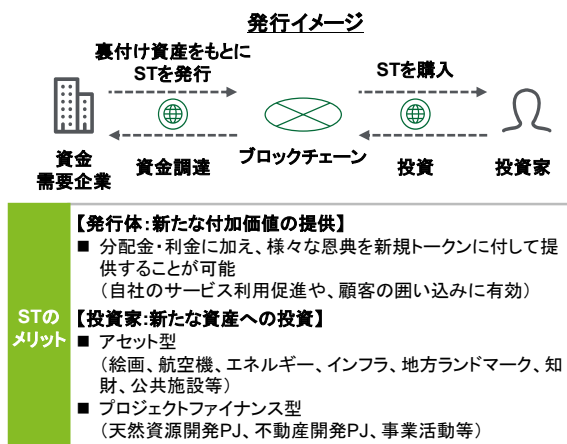 発行イメージ
裏付け資産をもとに
STを発行
STを購入
資金
需要企業
資金調達
ブロックチェーン
投資
投資家
STの
メリット
【発行体：新たな付加価値の提供】
■ 分配金・利金に加え、様々な恩典を新規トークンに付して提
供することが可能
（自社のサービス利用促進や、顧客の囲い込みに有効）
【投資家：新たな資産への投資】
■ アセット型
（絵画、航空機、エネルギー、インフラ、地方ランドマーク、知
財、公共施設等）
■ プロジェクトファイナンス型
（天然資源開発PJ、不動産開発PJ、事業活動等）